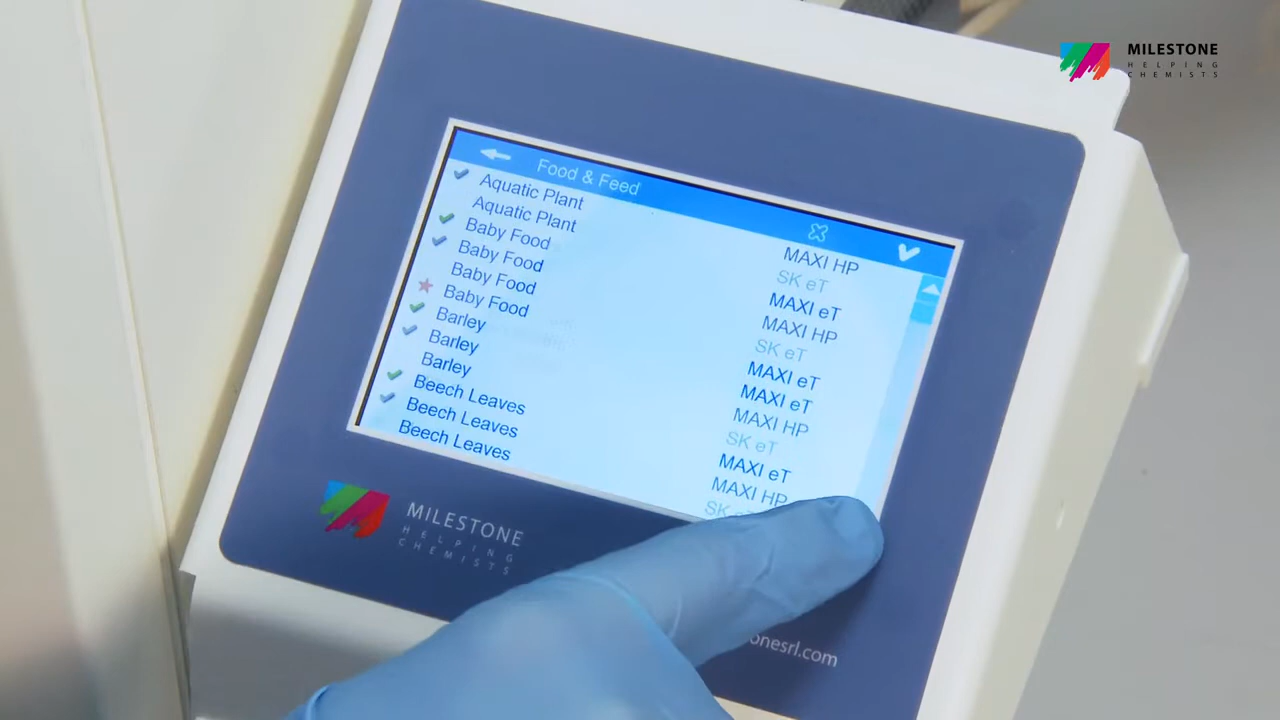 MILESTONE
HELPING
CHEMISTS
Food & Feed
Aquatic Plant MAXI HP
Aquatic Plant SK eT
Baby Food MAXI eT
Baby Food MAXI HP
Baby Food SK eT
Baby Food MAXI eT
Barley MAXI eT
Barley MAXI HP
Barley SK eT
Beech Leaves MAXI eT
Beech Leaves MAXI HP
Beech Leaves SK
MILESTONE
HELPING
CHEMISTS
onesrl.com